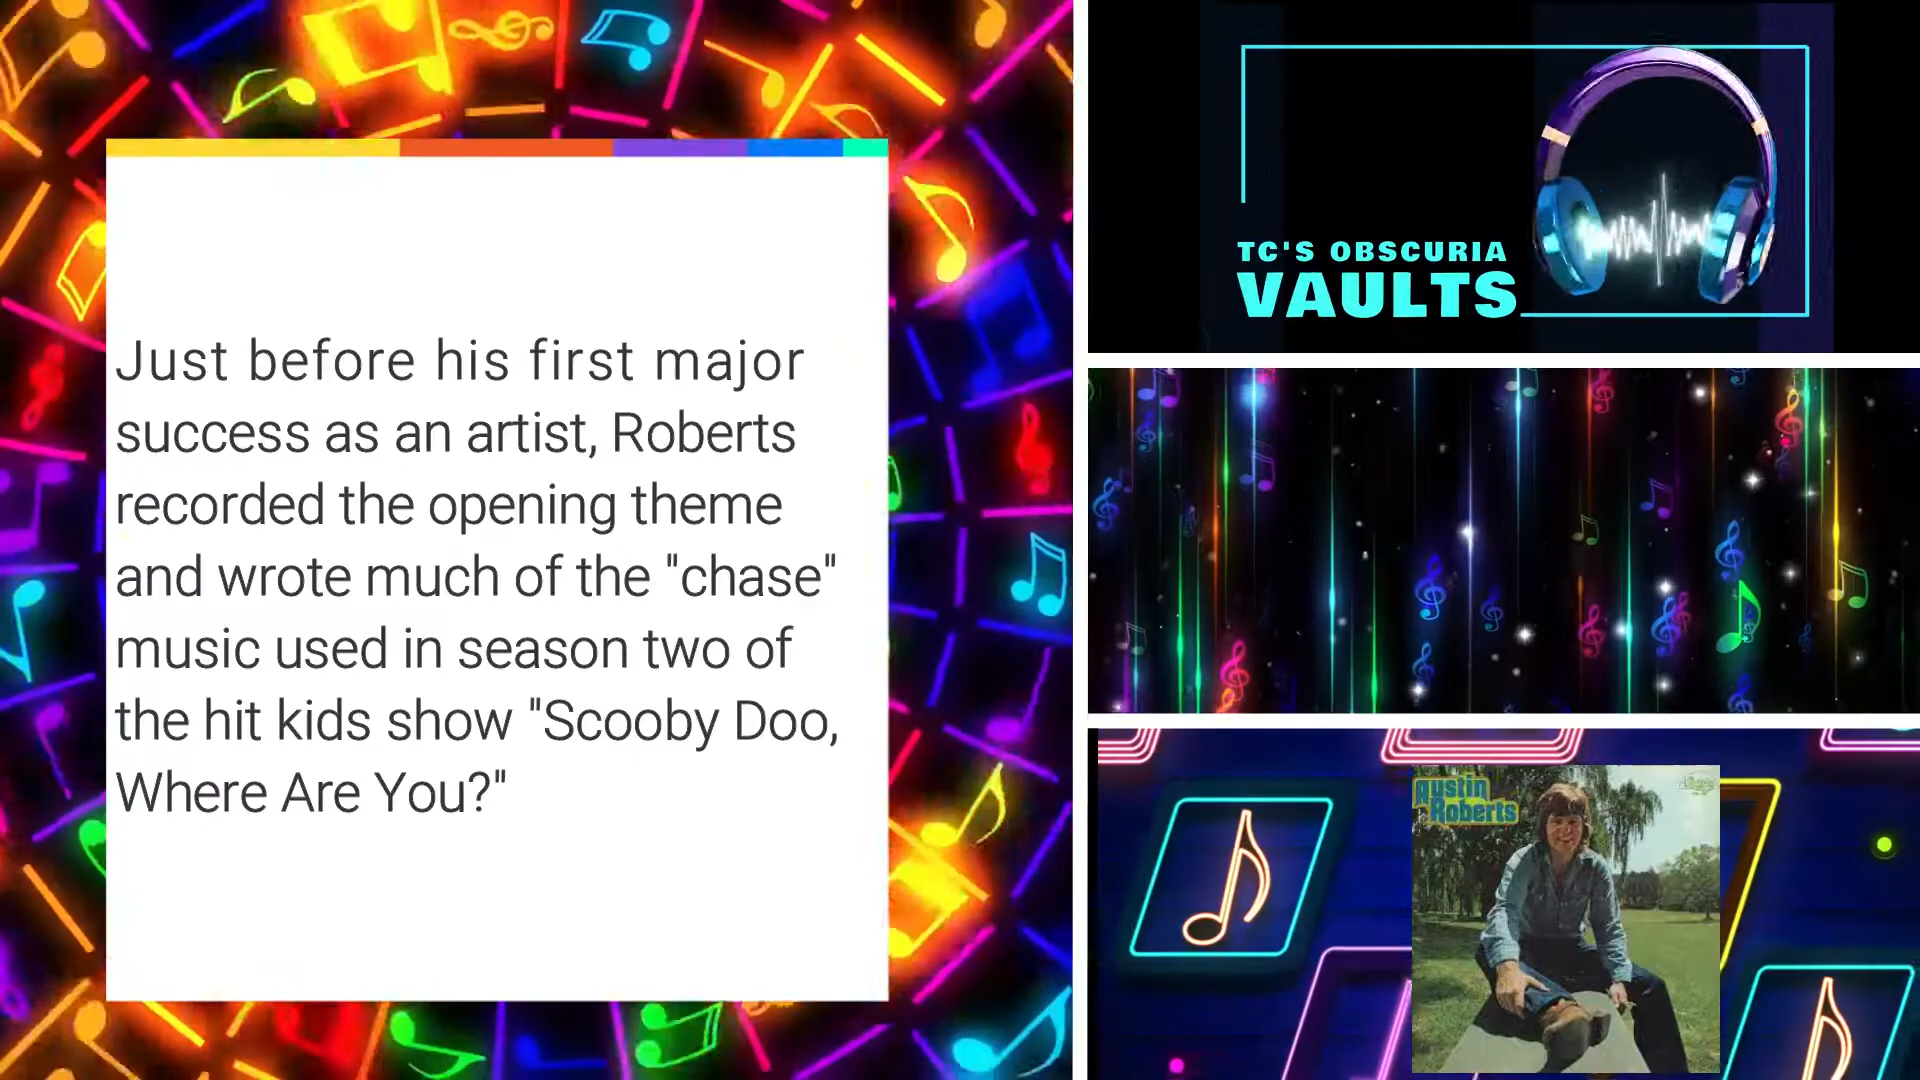 Just before his first major
success as an artist, Roberts
recorded the opening theme
and wrote much of the "chase"
music used in season two of
the hit kids show "Scooby Doo,
Where Are You?"
TC'S OBSCURIA
VAULTS
Austin
Roberts